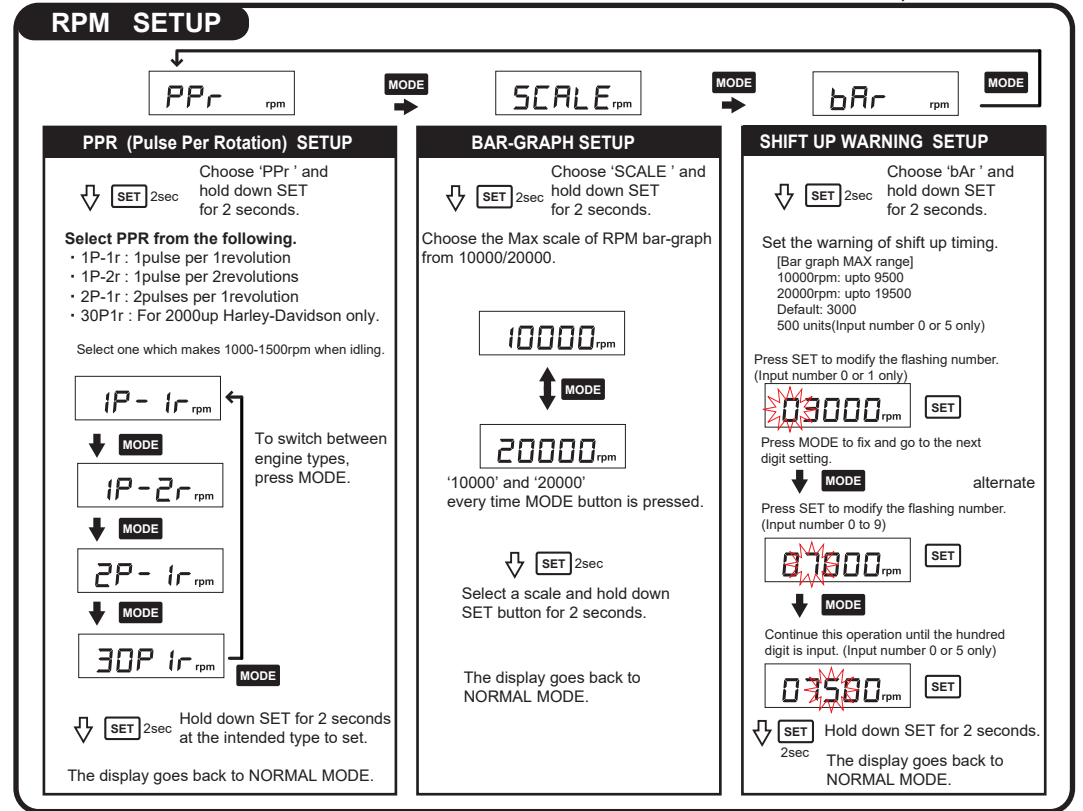 RPM SETUP
PPr rpm
MODE
SCALE rpm
MODE
bAr rpm
MODE
PPR (Pulse Per Rotation) SETUP
SET 2sec
Choose ‘PPr ’ and
hold down SET
for 2 seconds.
Select PPR from the following.
・1P-1r : 1pulse per 1revolution
・1P-2r : 1pulse per 2revolutions
・2P-1r : 2pulses per 1revolution
・30P1r : For 2000up Harley-Davidson only.
Select one which makes 1000-1500rpm when idling.
1P-1r rpm
MODE
1P-2r rpm
MODE
2P-1r rpm
MODE
30P1r rpm
MODE
To switch between
engine types,
press MODE.
SET 2sec
Hold down SET for 2 seconds
at the intended type to set.
The display goes back to NORMAL MODE.
BAR-GRAPH SETUP
SET 2sec
Choose ‘SCALE ’ and
hold down SET
for 2 seconds.
Choose the Max scale of RPM bar-graph
from 10000/20000.
10000 rpm
MODE
20000 rpm
‘10000’ and ‘20000’
every time MODE button is pressed.
SET 2sec
Select a scale and hold down
SET button for 2 seconds.
The display goes back to
NORMAL MODE.
SHIFT UP WARNING SETUP
SET 2sec
Choose ‘bAr ’ and
hold down SET
for 2 seconds.
Set the warning of shift up timing.
[Bar graph MAX range]
10000rpm: upto 9500
20000rpm: upto 19500
Default: 3000
500 units(Input number 0 or 5 only)
Press SET to modify the flashing number.
(Input number 0 or 1 only)
03000 rpm
SET
Press MODE to fix and go to the next
digit setting.
MODE
alternate
Press SET to modify the flashing number.
(Input number 0 to 9)
07000 rpm
SET
MODE
Continue this operation until the hundred
digit is input. (Input number 0 or 5 only)
07500 rpm
SET
SET
2sec
Hold down SET for 2 seconds.
The display goes back to
NORMAL MODE.